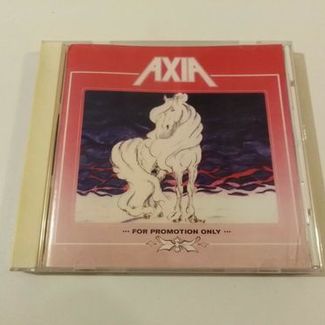 AXIA
··· FOR PROMOTION ONLY ···